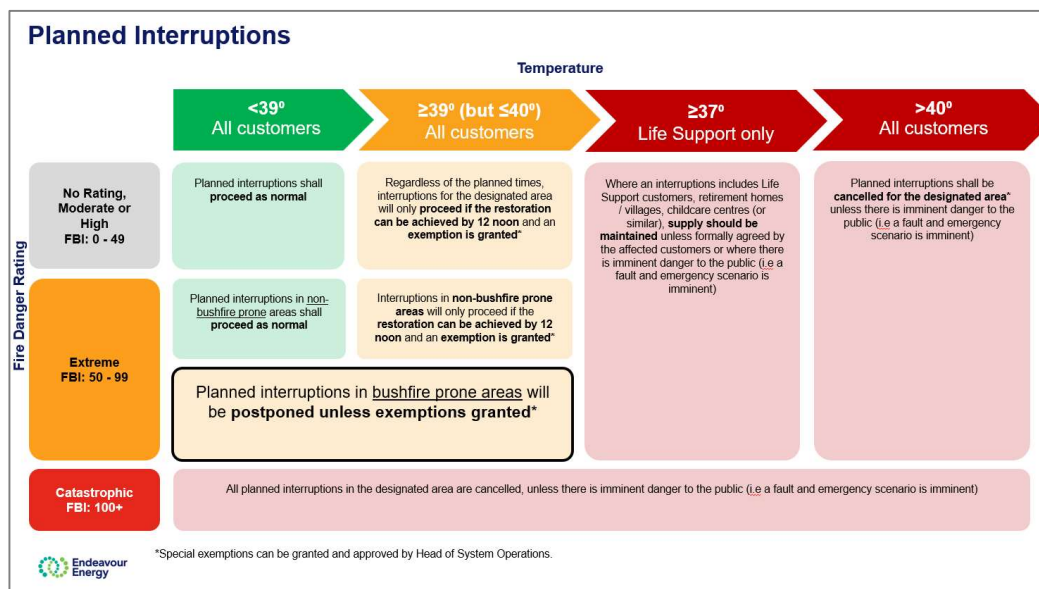 Planned Interruptions
Temperature
<39⁰
All customers
≥39⁰ (but ≤40⁰)
All customers
≥37⁰
Life Support only
>40⁰
All customers
Fire Danger Rating
No Rating,
Moderate or
High
FBI: 0 - 49
Planned interruptions shall
proceed as normal
Regardless of the planned times,
interruptions for the designated area
will only proceed if the restoration
can be achieved by 12 noon and an
exemption is granted*
Where an interruptions includes Life
Support customers, retirement homes
/ villages, childcare centres (or
similar), supply should be
maintained unless formally agreed by
the affected customers or where there
is imminent danger to the public (i.e a
fault and emergency scenario is
imminent)
Planned interruptions shall be
cancelled for the designated area*
unless there is imminent danger to the
public (i.e a fault and emergency
scenario is imminent)
Extreme
FBI: 50 - 99
Planned interruptions in non-
bushfire prone areas shall
proceed as normal
Interruptions in non-bushfire prone
areas will only proceed if the
restoration can be achieved by 12
noon and an exemption is granted*
Planned interruptions in bushfire prone areas will
be postponed unless exemptions granted*
Catastrophic
FBI: 100+
All planned interruptions in the designated area are cancelled, unless there is imminent danger to the public (i.e a fault and emergency scenario is imminent)
*Special exemptions can be granted and approved by Head of System Operations.
Endeavour
Energy